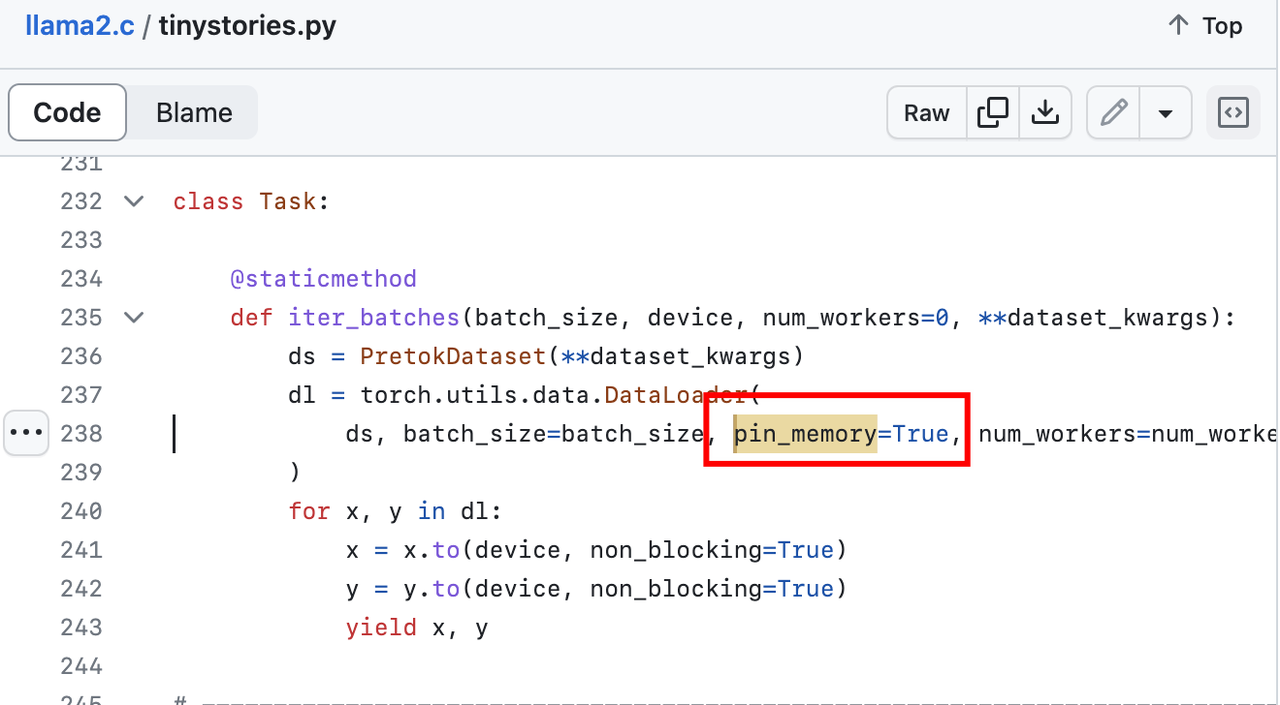 llama2.c / tinystories.py
Top
Code Blame Raw
231
232 class Task:
233
234 @staticmethod
235 def iter_batches(batch_size, device, num_workers=0, **dataset_kwargs):
236 ds = PretokDataset(**dataset_kwargs)
237 dl = torch.utils.data.DataLoader(
238 ds, batch_size=batch_size, pin_memory=True, num_workers=num_worke
239 )
240 for x, y in dl:
241 x = x.to(device, non_blocking=True)
242 y = y.to(device, non_blocking=True)
243 yield x, y
244
245 # -----------------------------------------------------------------------------